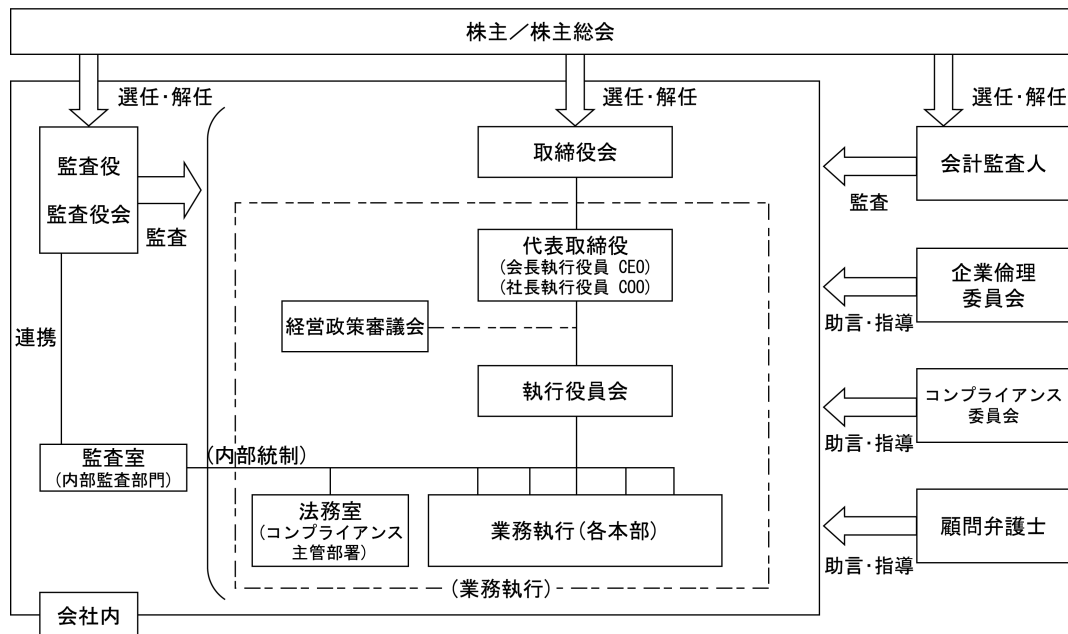 株主／株主総会
選任・解任
選任・解任
選任・解任
監査役
監査役会
監査
取締役会
会計監査人
監査
代表取締役
(会長執行役員 CEO)
(社長執行役員 COO)
企業倫理
委員会
助言・指導
経営政策審議会
連携
執行役員会
コンプライアンス
委員会
助言・指導
監査室
(内部監査部門)
(内部統制)
法務室
(コンプライアンス
主管部署)
業務執行(各本部)
顧問弁護士
助言・指導
(業務執行)
会社内